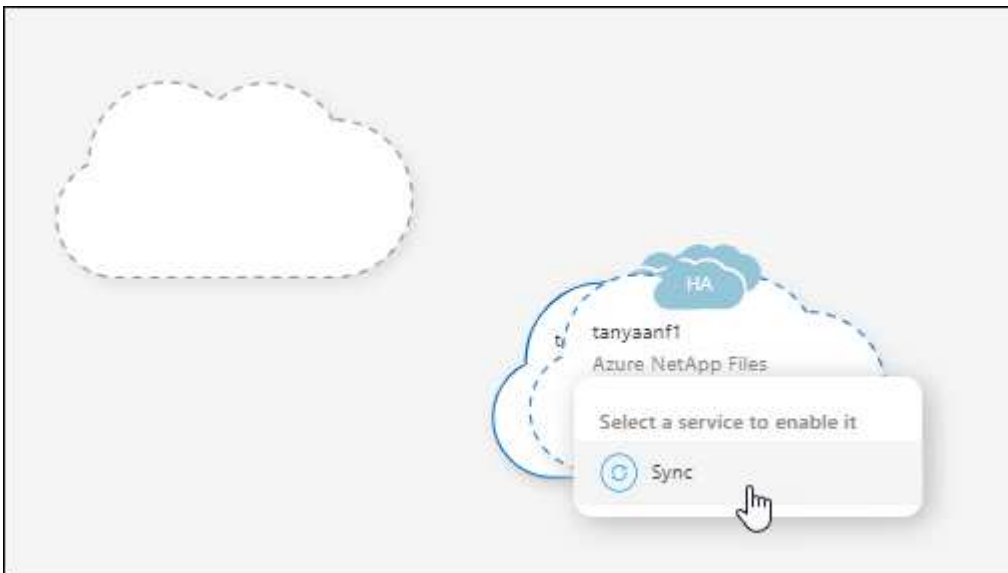 HA
tanyaanf1
Azure NetApp Files
Select a service to enable it
Sync